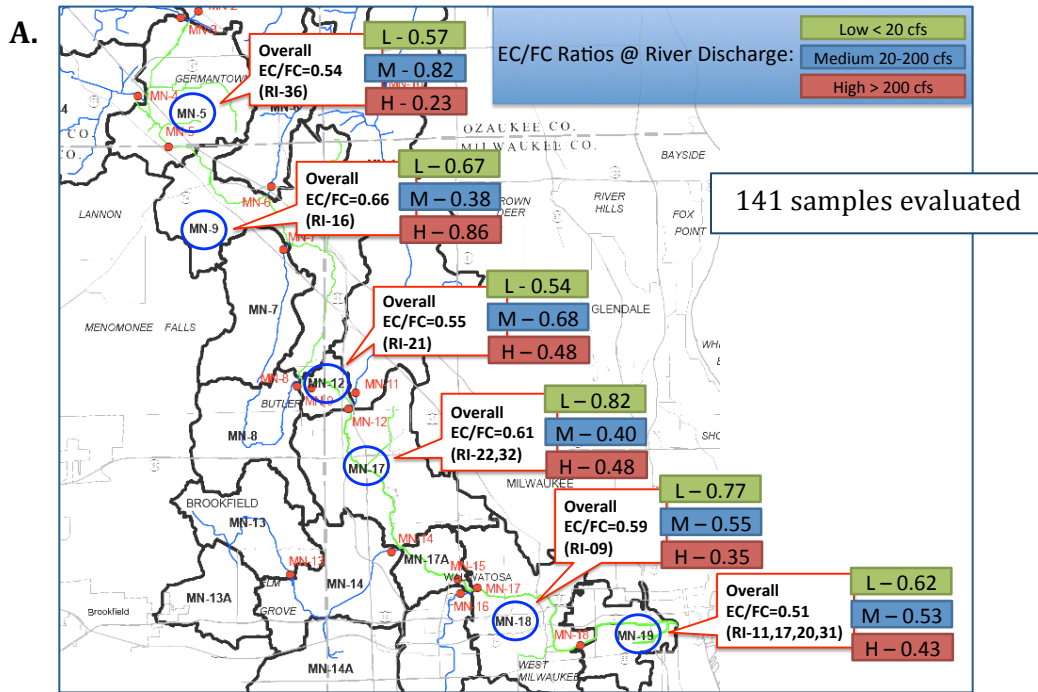 A.
EC/FC Ratios @ River Discharge:
Low < 20 cfs
Medium 20-200 cfs
High > 200 cfs
141 samples evaluated
MN-3
GERMANTOW
MN-4
MN-5
MN-5
Overall
EC/FC=0.54
(RI-36)
L - 0.57
M - 0.82
H - 0.23
OZAUKEE CO.
MILWAUKEE CO.
BAYSIDE
LANNON
MN-9
MN-6
Overall
EC/FC=0.66
(RI-16)
L – 0.67
M – 0.38
H – 0.86
RIVER
HILLS
FOX
POINT
MN-7
MN-7
MENOMONEE FALLS
Overall
EC/FC=0.55
(RI-21)
L - 0.54
M – 0.68
H – 0.48
GLENDALE
MN-8
MN-12
MN-11
BUTLER
MN-12
MN-8
Overall
EC/FC=0.61
(RI-22,32)
L – 0.82
M – 0.40
H – 0.48
MN-17
MILWAUKEE
BROOKFIELD
MN-13
Overall
EC/FC=0.59
(RI-09)
L – 0.77
M – 0.55
H – 0.35
MN-14
MN-17A
MN-13
ELM
GROVE
MN-14
MN-15
MN-17
MN-16
MN-13A
Brookfield
MN-18
MN-18
MN-19
Overall
EC/FC=0.51
(RI-11,17,20,31)
L – 0.62
M – 0.53
H – 0.43
WEST
MILWAUKEE
MN-14A